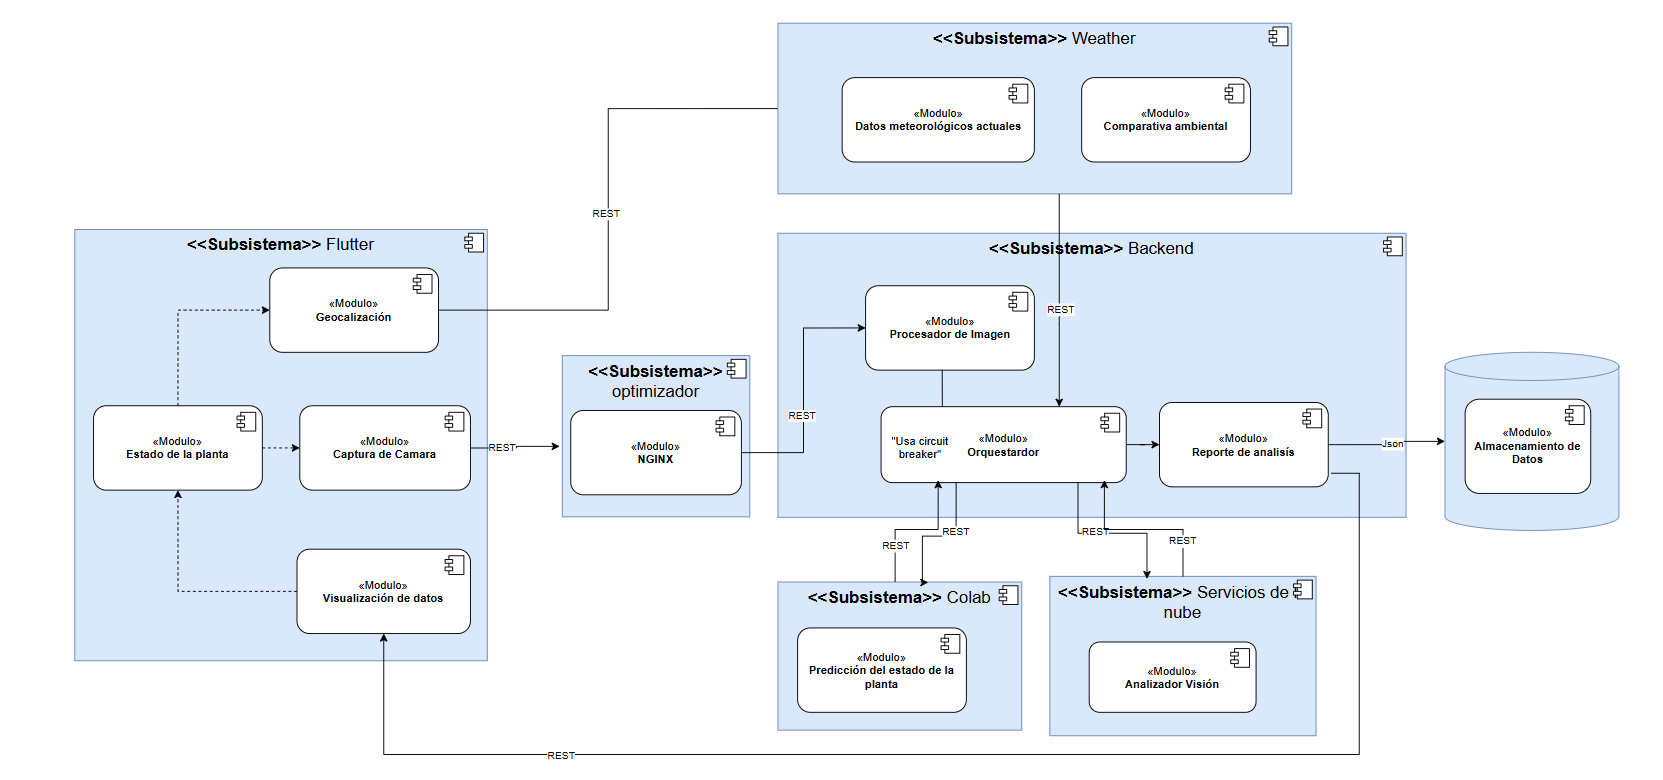 <<Subsistema>> Weather
«Modulo»
Datos meteorológicos actuales
«Modulo»
Comparativa ambiental
REST
<<Subsistema>> Flutter
«Modulo»
Geocalización
«Modulo»
Estado de la planta
«Modulo»
Captura de Camara
«Modulo»
Visualización de datos
REST
<<Subsistema>>
optimizador
«Modulo»
NGINX
REST
<<Subsistema>> Backend
REST
«Modulo»
Procesador de Imagen
"Usa circuit
breaker"
«Modulo»
Orquestardor
«Modulo»
Reporte de analisís
Json
«Modulo»
Almacenamiento de
Datos
REST
REST
REST
REST
<<Subsistema>> Colab
«Modulo»
Predicción del estado de la
planta
<<Subsistema>> Servicios de
nube
«Modulo»
Analizador Visión
REST